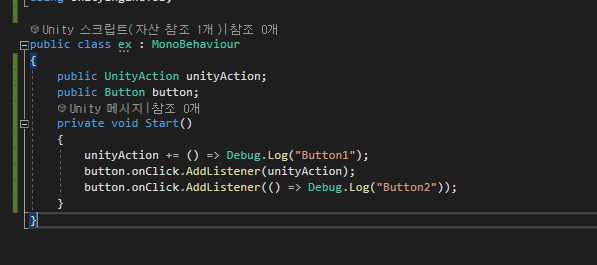 Unity 스크립트(자산 참조 1개)|참조 0개
public class ex : MonoBehaviour
{
public UnityAction unityAction;
public Button button;
Unity 메시지|참조 0개
private void Start()
{
unityAction += () => Debug.Log("Button1");
button.onClick.AddListener(unityAction);
button.onClick.AddListener(() => Debug.Log("Button2"));
}
}